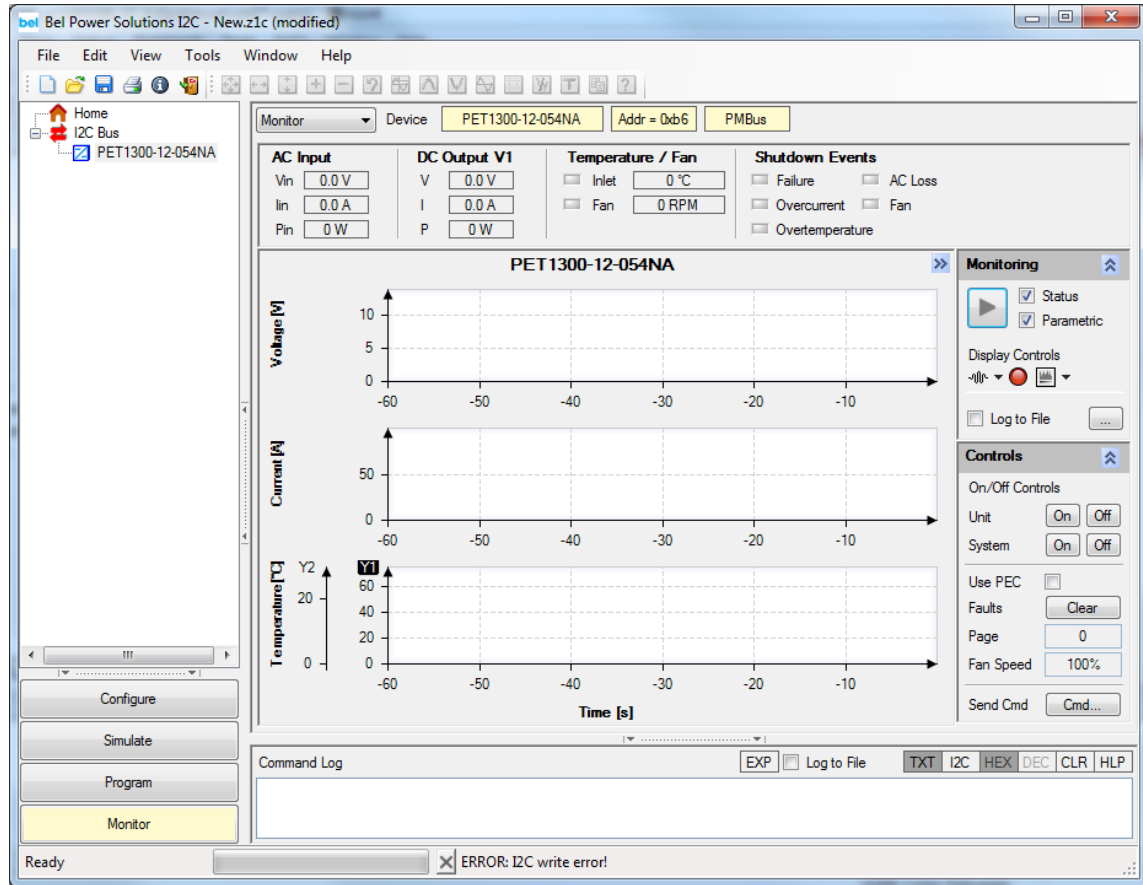 bel Bel Power Solutions I2C - New.z1c (modified)
File Edit View Tools Window Help
Home
I2C Bus
PET1300-12-054NA
Monitor Device PET1300-12-054NA Addr = 0xb6 PMBus
AC Input DC Output V1 Temperature / Fan Shutdown Events
Vin 0.0 V V 0.0 V Inlet 0 °C Failure AC Loss
Iin 0.0 A I 0.0 A Fan 0 RPM Overcurrent Fan
Pin 0 W P 0 W Overtemperature
PET1300-12-054NA
Voltage [V]
10
5
0
-60 -50 -40 -30 -20 -10
Current [A]
50
0
-60 -50 -40 -30 -20 -10
Temperature [°C]
Y2 Y1
60
20
40
20
0 0
-60 -50 -40 -30 -20 -10
Time [s]
Monitoring
Status
Parametric
Display Controls
Log to File ...
Controls
On/Off Controls
Unit On Off
System On Off
Use PEC
Faults Clear
Page 0
Fan Speed 100%
Send Cmd Cmd...
Configure
Simulate
Program
Monitor
Command Log EXP Log to File TXT I2C HEX DEC CLR HLP
Ready ERROR: I2C write error!